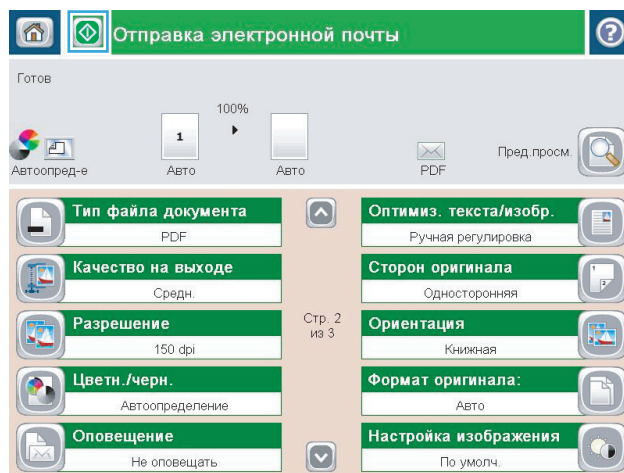 Отправка электронной почты
?
Готов
100%
1
Автоопред-е
Авто
Авто
PDF
Пред.просм.
Тип файла документа
PDF
Качество на выходе
Средн.
Разрешение
150 dpi
Цветн./черн.
Автоопределение
Оповещение
Не оповещать
Стр. 2
из 3
Оптимиз. текста/изобр.
Ручная регулировка
Сторон оригинала
1
2
Односторонняя
Ориентация
Книжная
Формат оригинала:
Авто
Настройка изображения
По умолч.